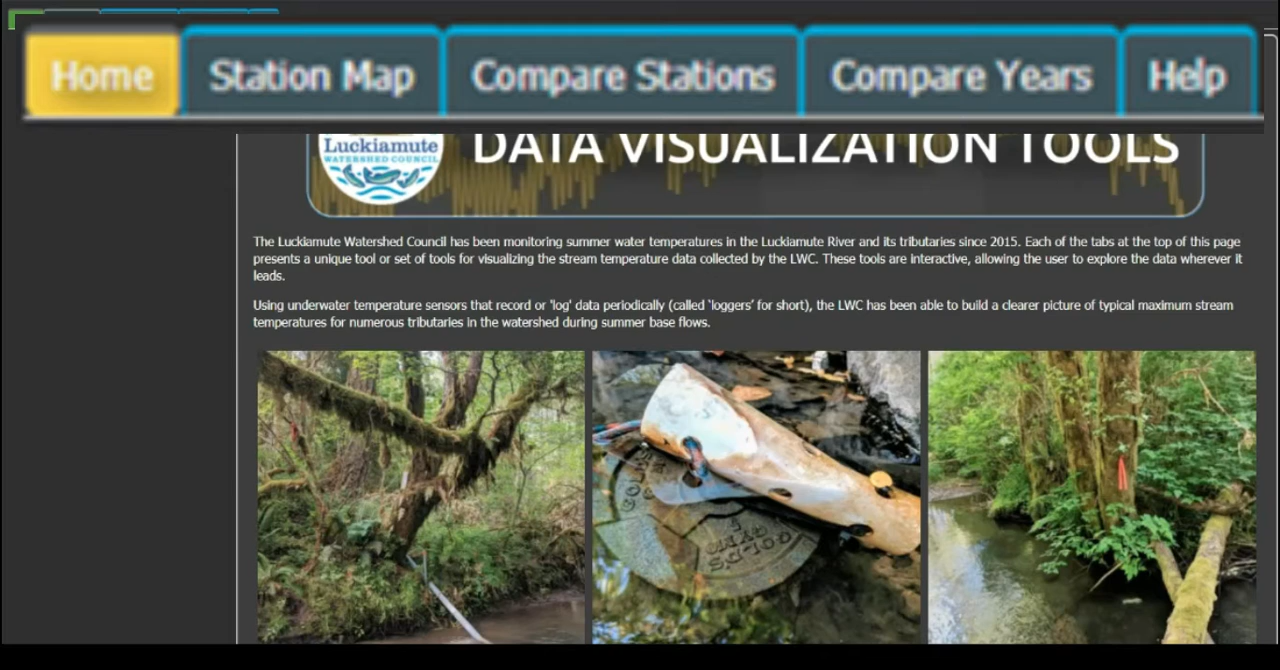 Home Station Map Compare Stations Compare Years Help
Luckiamute
WATERSHED COUNCIL
DATA VISUALIZATION TOOLS
The Luckiamute Watershed Council has been monitoring summer water temperatures in the Luckiamute River and its tributaries since 2015. Each of the tabs at the top of this page
presents a unique tool or set of tools for visualizing the stream temperature data collected by the LWC. These tools are interactive, allowing the user to explore the data wherever it
leads.
Using underwater temperature sensors that record or 'log' data periodically (called 'loggers' for short), the LWC has been able to build a clearer picture of typical maximum stream
temperatures for numerous tributaries in the watershed during summer base flows.
GOLD'S
GYM
5